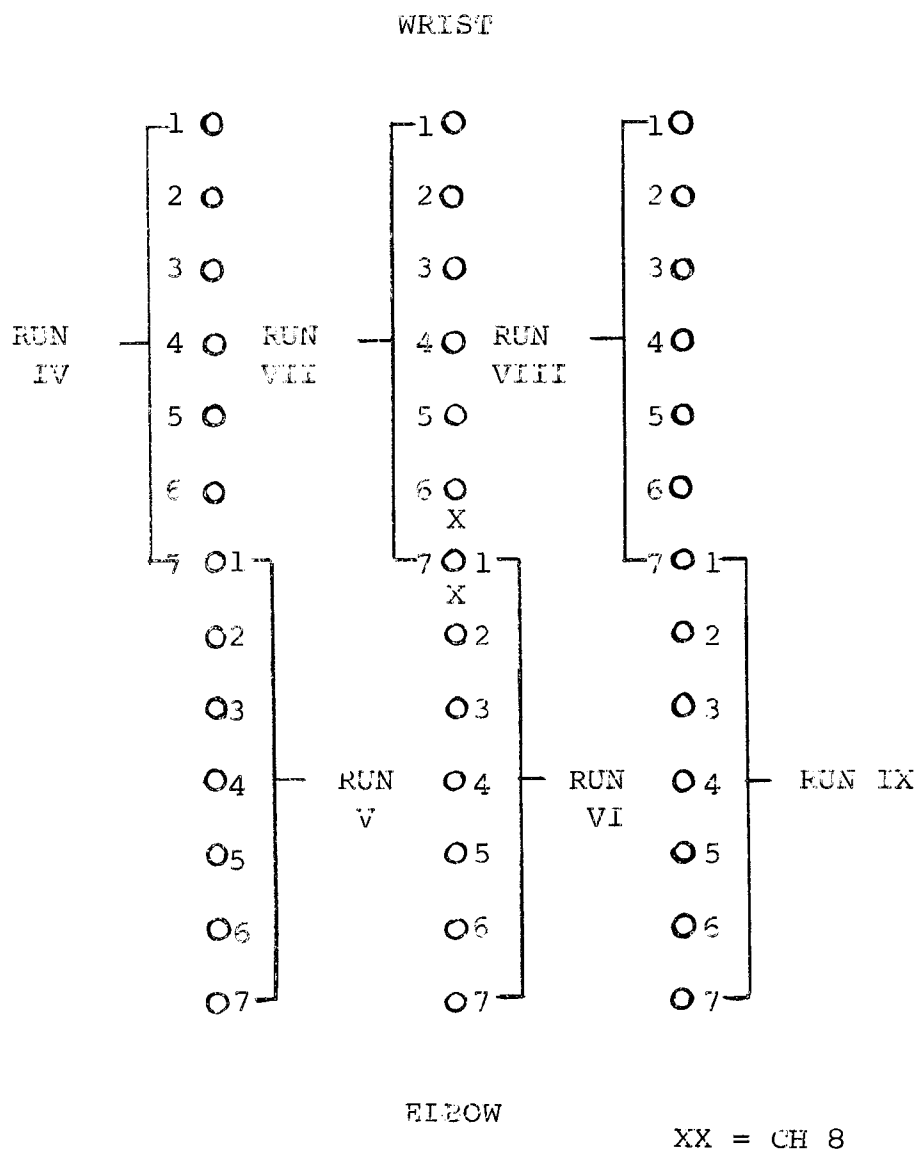 WRIST
1 1 1
2 2 2
3 3 3
RUN IV 4 RUN VII 4 RUN VIII 4
5 5 5
6 6 6
X
7 1 7 1 7 1
X
2 2 2
3 3 3
4 RUN V 4 RUN VI 4 RUN IX
5 5 5
6 6 6
7 7 7
ELBOW
XX = CH 8